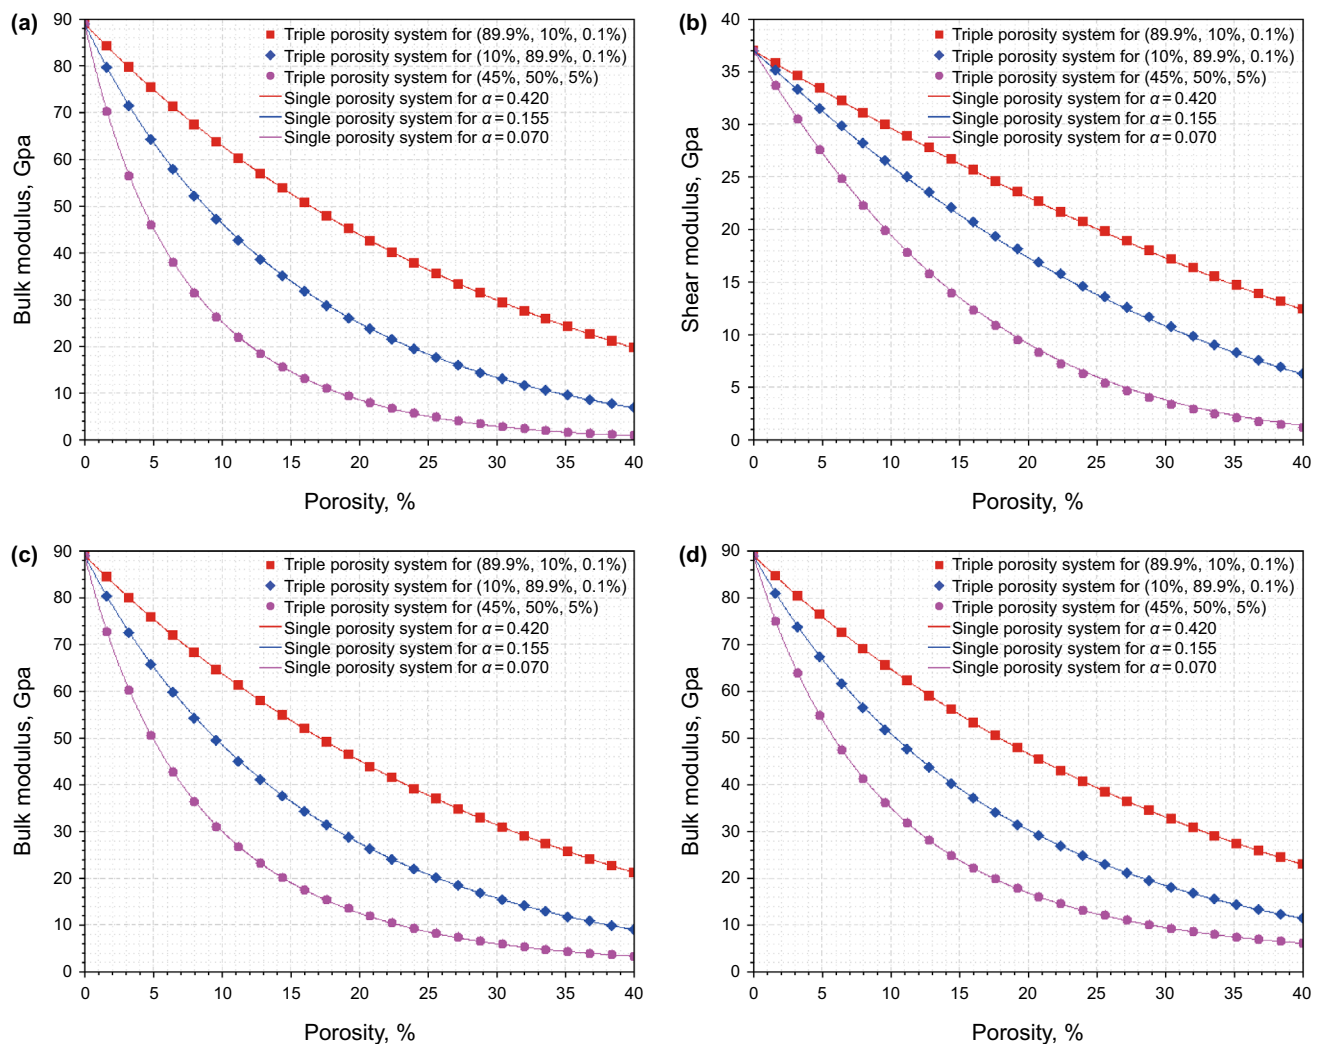 (a)
90
80
70
60
50
40
30
20
10
0
Bulk modulus, Gpa
Triple porosity system for (89.9%, 10%, 0.1%)
Triple porosity system for (10%, 89.9%, 0.1%)
Triple porosity system for (45%, 50%, 5%)
Single porosity system for α = 0.420
Single porosity system for α = 0.155
Single porosity system for α = 0.070
0 5 10 15 20 25 30 35 40
Porosity, %
(b)
40
35
30
25
20
15
10
5
0
Shear modulus, Gpa
Triple porosity system for (89.9%, 10%, 0.1%)
Triple porosity system for (10%, 89.9%, 0.1%)
Triple porosity system for (45%, 50%, 5%)
Single porosity system for α = 0.420
Single porosity system for α = 0.155
Single porosity system for α = 0.070
0 5 10 15 20 25 30 35 40
Porosity, %
(c)
90
80
70
60
50
40
30
20
10
0
Bulk modulus, Gpa
Triple porosity system for (89.9%, 10%, 0.1%)
Triple porosity system for (10%, 89.9%, 0.1%)
Triple porosity system for (45%, 50%, 5%)
Single porosity system for α = 0.420
Single porosity system for α = 0.155
Single porosity system for α = 0.070
0 5 10 15 20 25 30 35 40
Porosity, %
(d)
90
80
70
60
50
40
30
20
10
0
Bulk modulus, Gpa
Triple porosity system for (89.9%, 10%, 0.1%)
Triple porosity system for (10%, 89.9%, 0.1%)
Triple porosity system for (45%, 50%, 5%)
Single porosity system for α = 0.420
Single porosity system for α = 0.155
Single porosity system for α = 0.070
0 5 10 15 20 25 30 35 40
Porosity, %